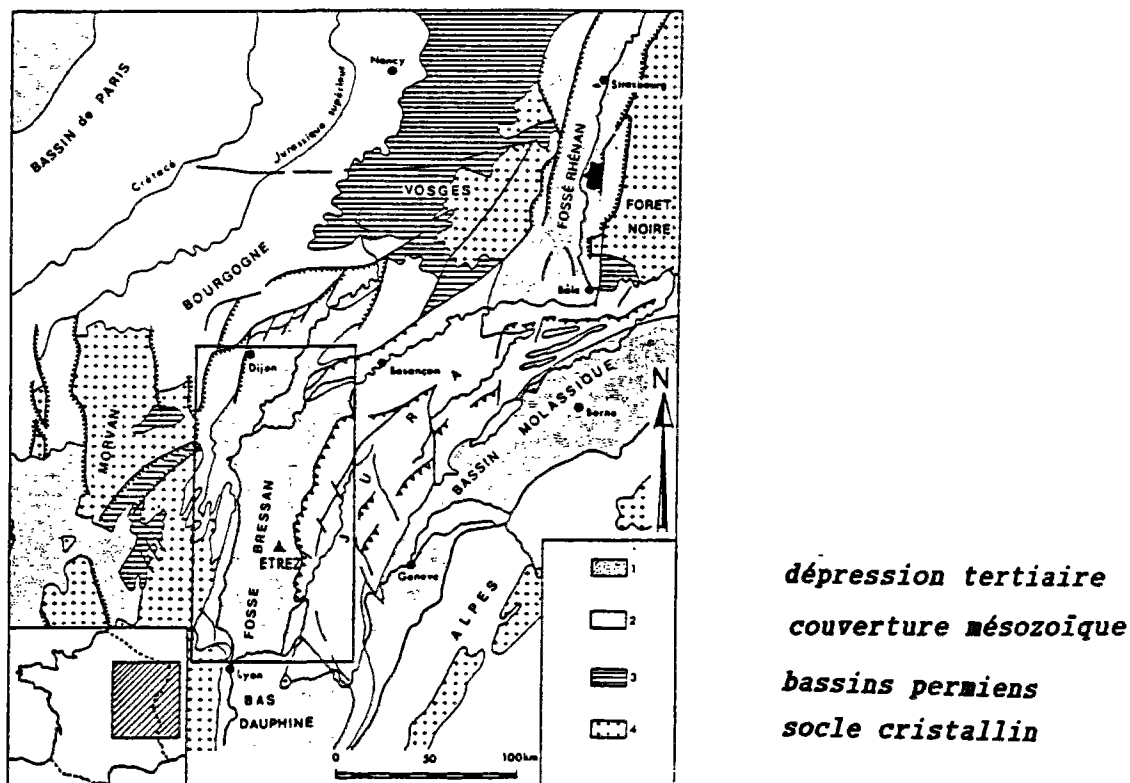 Nancy
Strasbourg
BASSIN de PARIS
Jurassique supérieur
Crétacé
VOSGES
FOSSÉ RHÉNAN
FORET
NOIRE
BOURGOGNE
Bâle
Dijon
Besançon
MORVAN
JURA
BASSIN MOLASSIQUE
Berne
N
FOSSE BRESSAN
ETREZ
Genève
ALPES
Lyon
BAS
DAUPHINE
0 50 100km
1 dépression tertiaire
2 couverture mésozoïque
3 bassins permiens
4 socle cristallin